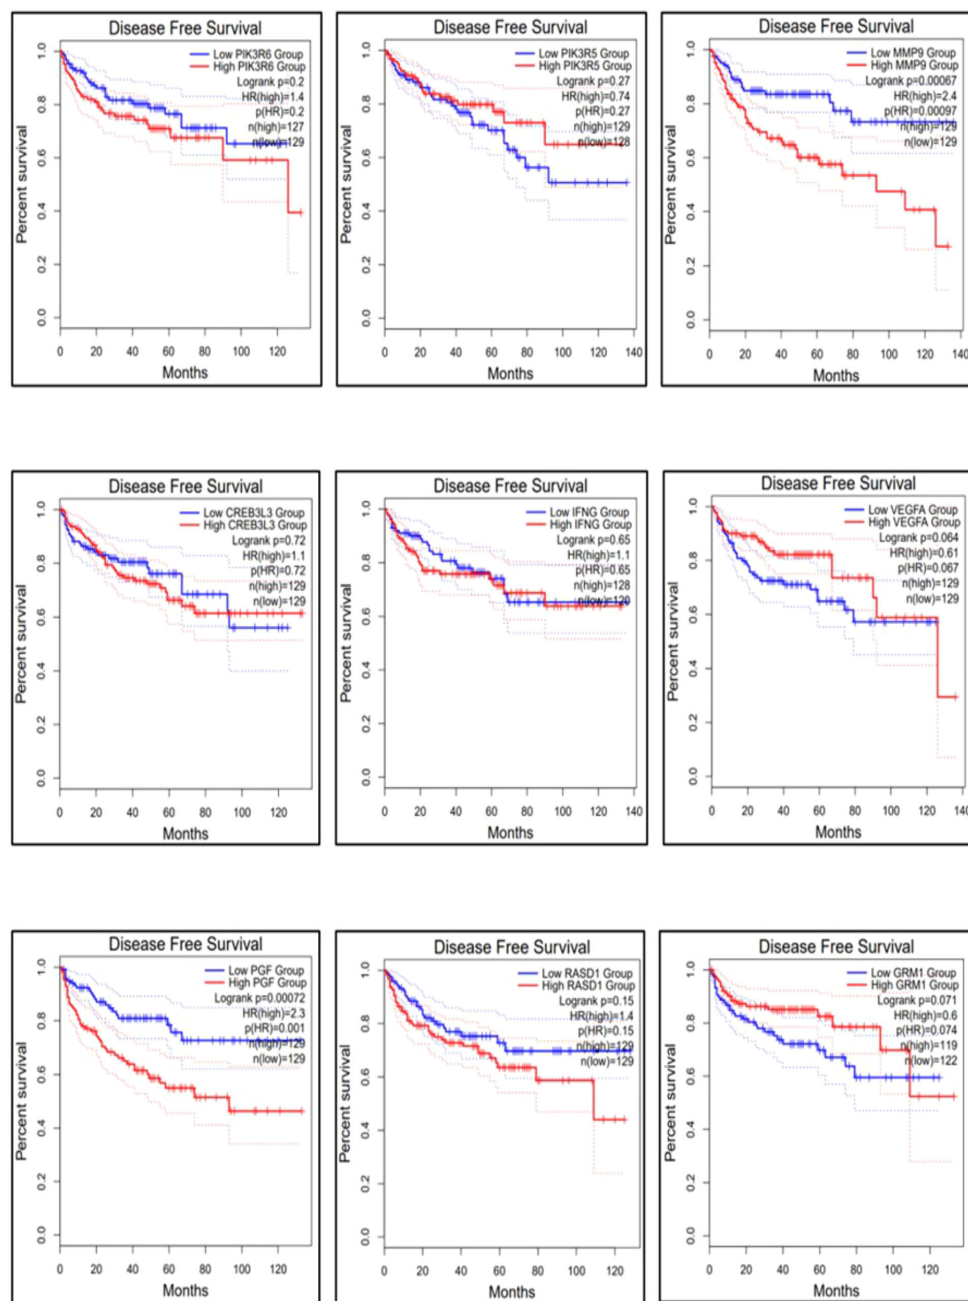 Disease Free Survival
Low PIK3R6 Group
High PIK3R6 Group
Logrank p=0.2
HR(high)=1.4
p(HR)=0.2
n(high)=127
n(low)=129
Percent survival
0.0 0.2 0.4 0.6 0.8 1.0
0 20 40 60 80 100 120
Months
Disease Free Survival
Low PIK3R5 Group
High PIK3R5 Group
Logrank p=0.27
HR(high)=0.74
p(HR)=0.27
n(high)=129
n(low)=128
Percent survival
0.0 0.2 0.4 0.6 0.8 1.0
0 20 40 60 80 100 120 140
Months
Disease Free Survival
Low MMP9 Group
High MMP9 Group
Logrank p=0.00067
HR(high)=2.4
p(HR)=0.00097
n(high)=129
n(low)=129
Percent survival
0.0 0.2 0.4 0.6 0.8 1.0
0 20 40 60 80 100 120 140
Months
Disease Free Survival
Low CREB3L3 Group
High CREB3L3 Group
Logrank p=0.72
HR(high)=1.1
p(HR)=0.72
n(high)=129
n(low)=129
Percent survival
0.0 0.2 0.4 0.6 0.8 1.0
0 20 40 60 80 100 120
Months
Disease Free Survival
Low IFNG Group
High IFNG Group
Logrank p=0.65
HR(high)=1.1
p(HR)=0.65
n(high)=128
Percent survival
0.0 0.2 0.4 0.6 0.8 1.0
0 20 40 60 80 100 120
Months
Disease Free Survival
Low VEGFA Group
High VEGFA Group
Logrank p=0.064
HR(high)=0.61
p(HR)=0.067
n(high)=129
n(low)=129
Percent survival
0.0 0.2 0.4 0.6 0.8 1.0
0 20 40 60 80 100 120 140
Months
Disease Free Survival
Low PGF Group
High PGF Group
Logrank p=0.00072
HR(high)=2.3
p(HR)=0.001
n(high)=129
n(low)=129
Percent survival
0.0 0.2 0.4 0.6 0.8 1.0
0 20 40 60 80 100 120
Months
Disease Free Survival
Low RASD1 Group
High RASD1 Group
Logrank p=0.15
HR(high)=1.4
p(HR)=0.15
n(high)=129
n(low)=129
Percent survival
0.0 0.2 0.4 0.6 0.8 1.0
0 20 40 60 80 100 120
Months
Disease Free Survival
Low GRM1 Group
High GRM1 Group
Logrank p=0.071
HR(high)=0.6
p(HR)=0.074
n(high)=119
n(low)=122
Percent survival
0.0 0.2 0.4 0.6 0.8 1.0
0 20 40 60 80 100 120
Months